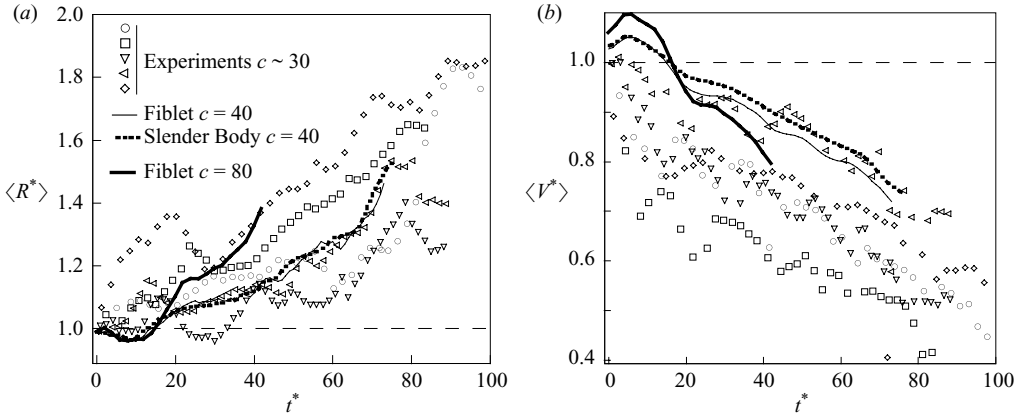 (a)
2.0
1.8
1.6
1.4
1.2
1.0
⟨R*⟩
Experiments c ~ 30
Fiblet c = 40
Slender Body c = 40
Fiblet c = 80
0 20 40 60 80 100
t*
(b)
1.0
0.8
0.6
0.4
⟨V*⟩
0 20 40 60 80 100
t*